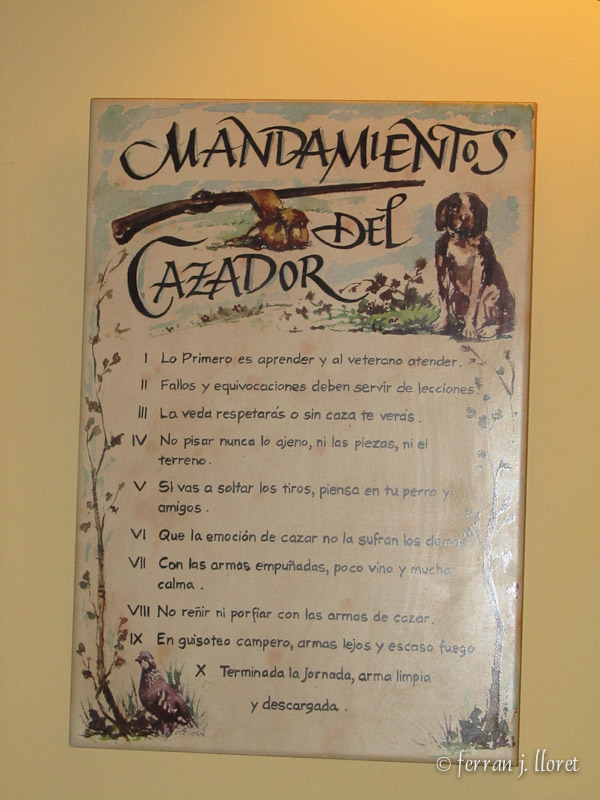 MANDAMIENTOS
DEL
CAZADOR
I Lo Primero es aprender y al veterano atender.
II Fallos y equivocaciones deben servir de lecciones.
III La veda respetarás o sin caza te verás.
IV No pisar nunca lo ajeno, ni las piezas, ni el
terreno.
V Si vas a soltar los tiros, piensa en tu perro y
amigos.
VI Que la emoción de cazar no la sufran los demás
VII Con las armas empuñadas, poco vino y mucha
calma.
VIII No reñir ni porfiar con las armas de cazar.
IX En guisoteo campero, armas lejos y escaso fuego
X Terminada la jornada, arma limpia
y descargada.
© ferran j. lloret